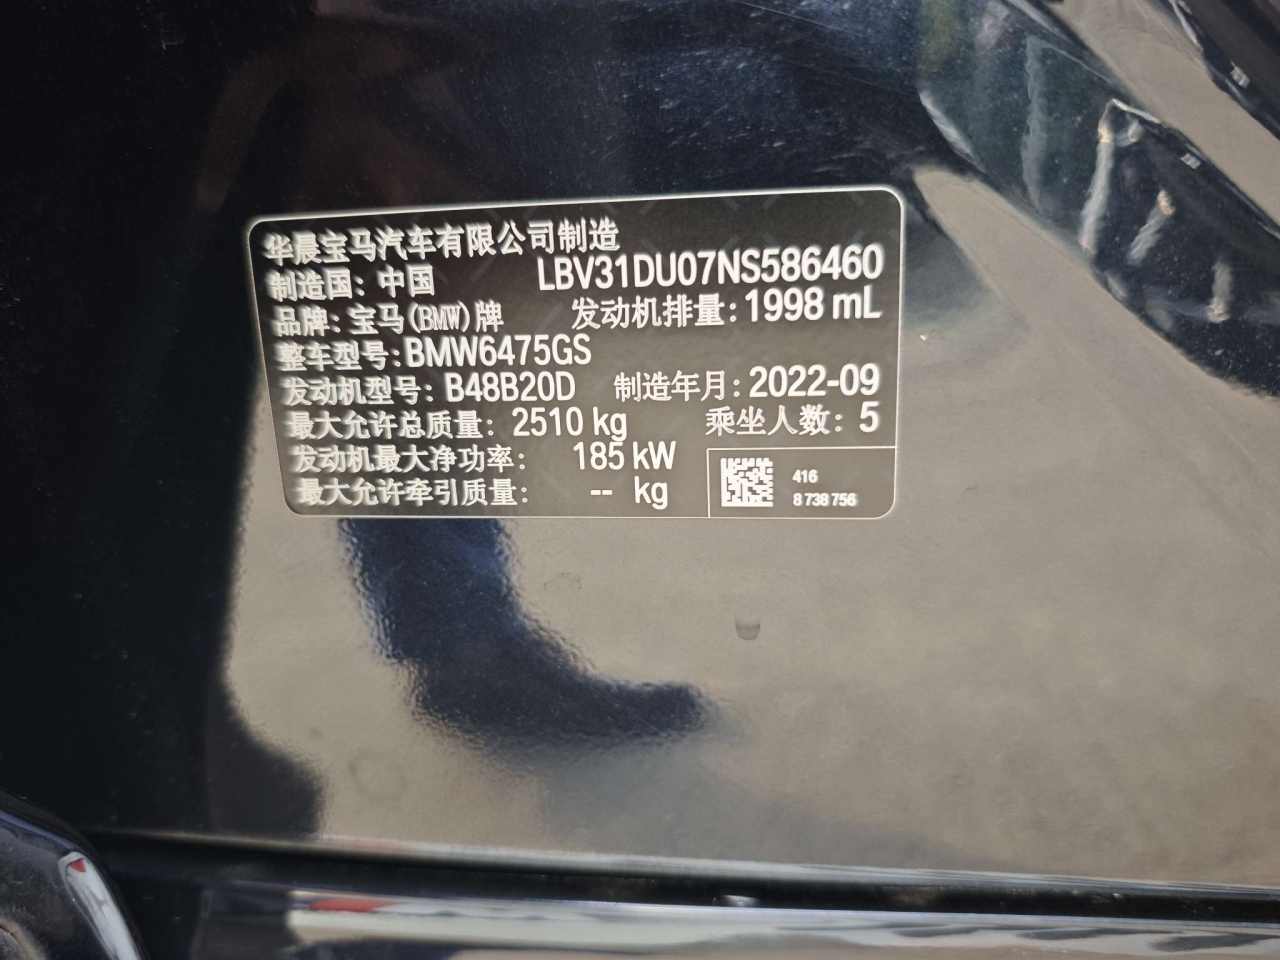 华晨宝马汽车有限公司制造
制造国：中国 LBV31DU07NS586460
品牌：宝马(BMW)牌 发动机排量：1998 mL
整车型号：BMW6475GS
发动机型号：B48B20D 制造年月：2022-09
最大允许总质量：2510 kg 乘坐人数：5
发动机最大净功率：185 kW
最大允许牵引质量：-- kg
416
8 738 756